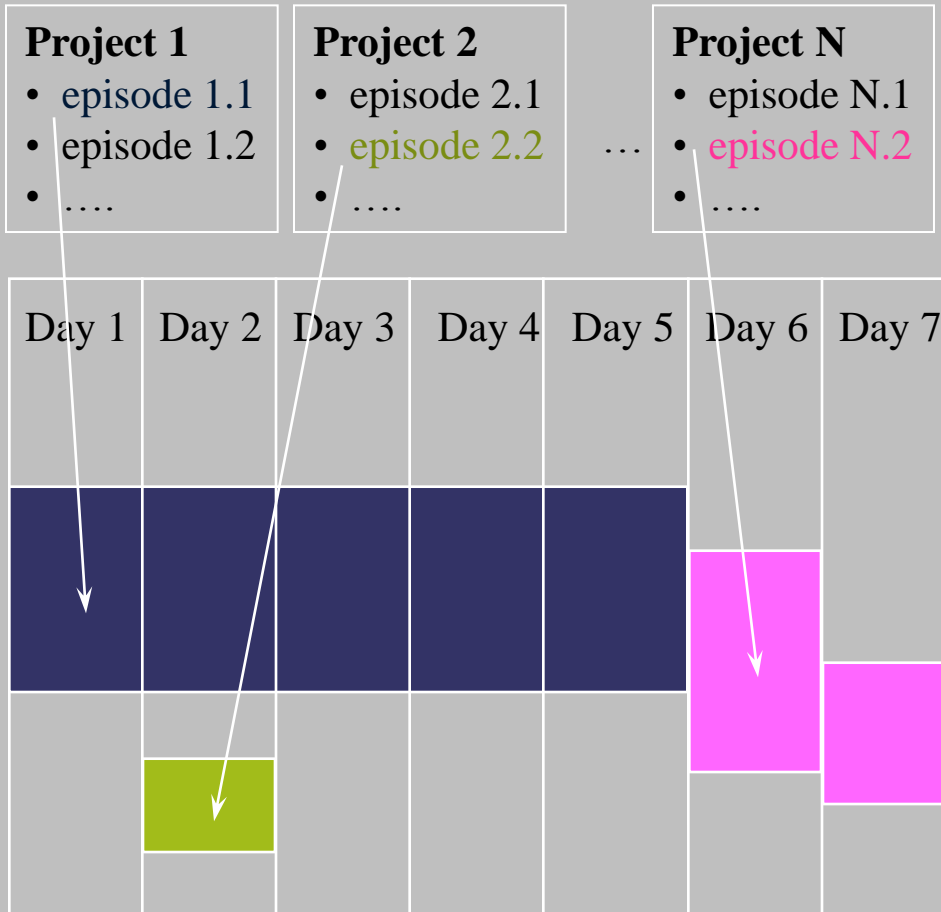 Project 1
• episode 1.1
• episode 1.2
• ….
Project 2
• episode 2.1
• episode 2.2
• ….
…
Project N
• episode N.1
• episode N.2
• ….
Day 1 Day 2 Day 3 Day 4 Day 5 Day 6 Day 7